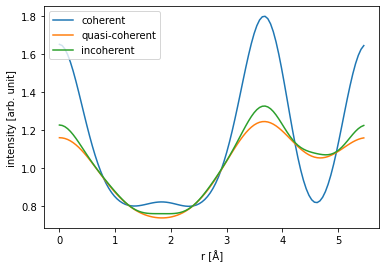 coherent
quasi-coherent
incoherent
intensity [arb. unit]
1.8
1.6
1.4
1.2
1.0
0.8
0 1 2 3 4 5
r [Å]